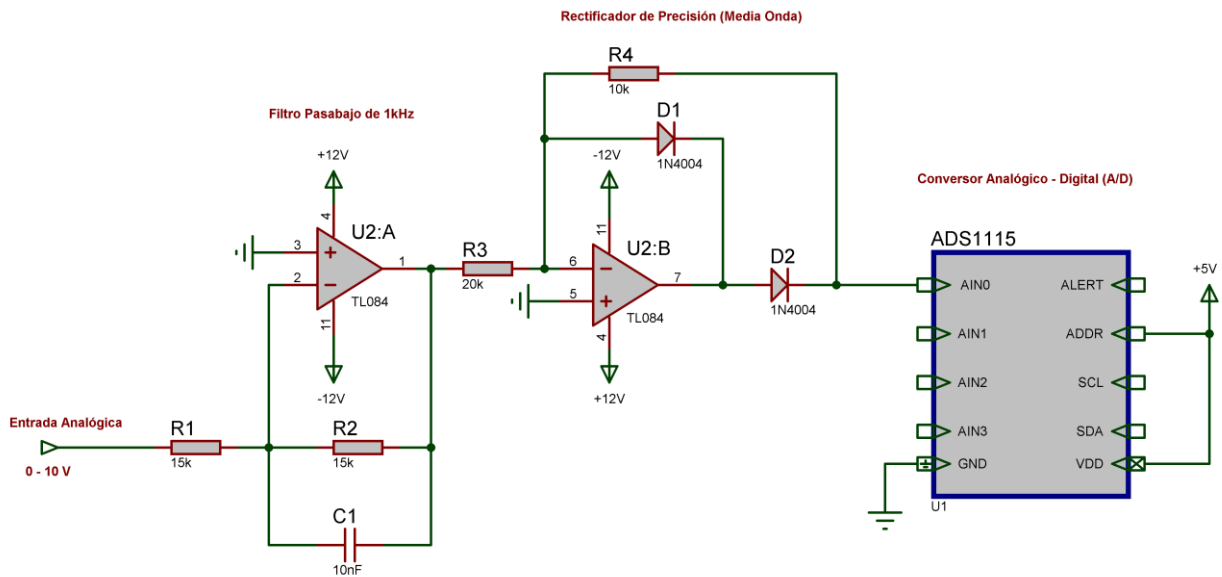 Rectificador de Precisión (Media Onda)
R4
10k
Filtro Pasabajo de 1kHz
D1
1N4004
+12V
-12V
Conversor Analógico - Digital (A/D)
4
11
U2:A
3
2
1
TL084
11
-12V
R3
20k
U2:B
6
5
7
TL084
4
+12V
D2
1N4004
ADS1115
+5V
AIN0
ALERT
AIN1
ADDR
AIN2
SCL
AIN3
SDA
GND
VDD
U1
Entrada Analógica
0 - 10 V
R1
15k
R2
15k
C1
10nF